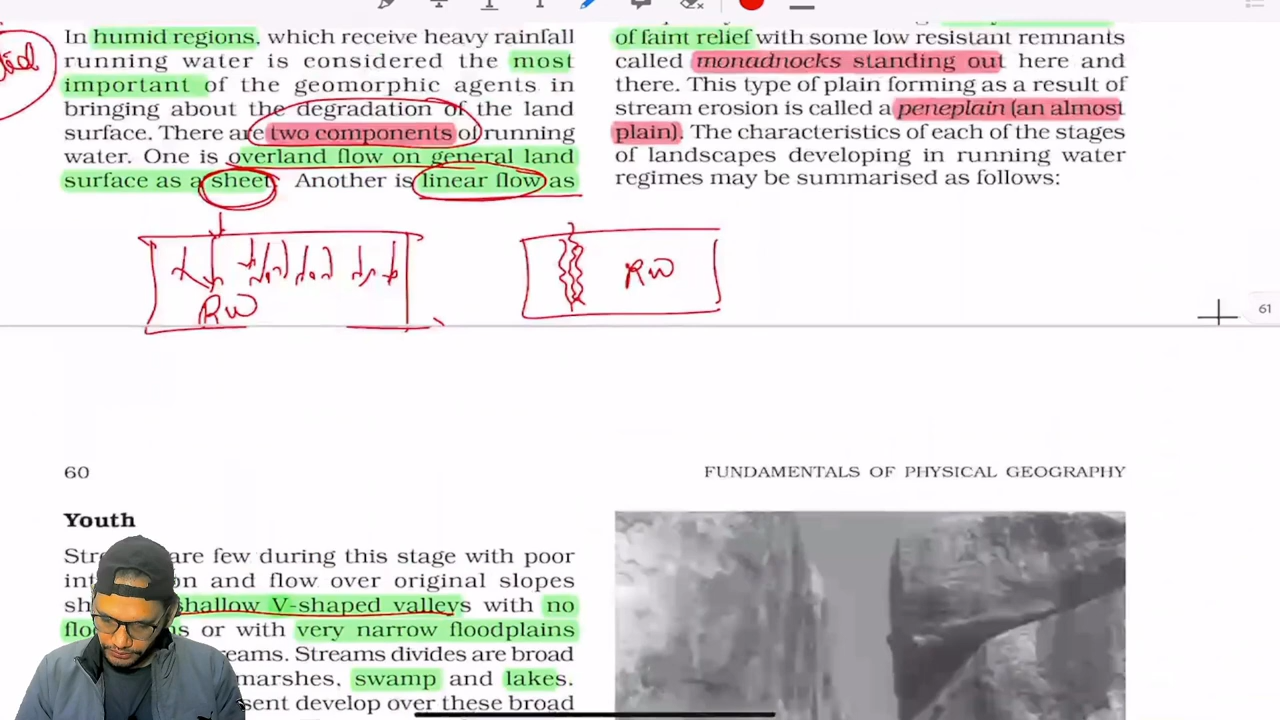 In humid regions, which receive heavy rainfall
running water is considered the most
important of the geomorphic agents in
bringing about the degradation of the land
surface. There are two components of running
water. One is overland flow on general land
surface as a sheet. Another is linear flow as
of faint relief with some low resistant remnants
called monadnocks standing out here and
there. This type of plain forming as a result of
stream erosion is called a peneplain (an almost
plain). The characteristics of each of the stages
of landscapes developing in running water
regimes may be summarised as follows:
RW
RW
61
60
FUNDAMENTALS OF PHYSICAL GEOGRAPHY
Youth
are few during this stage with poor
and flow over original slopes
shallow V-shaped valleys with no
or with very narrow floodplains
Streams divides are broad
marshes, swamp and lakes.
develop over these broad